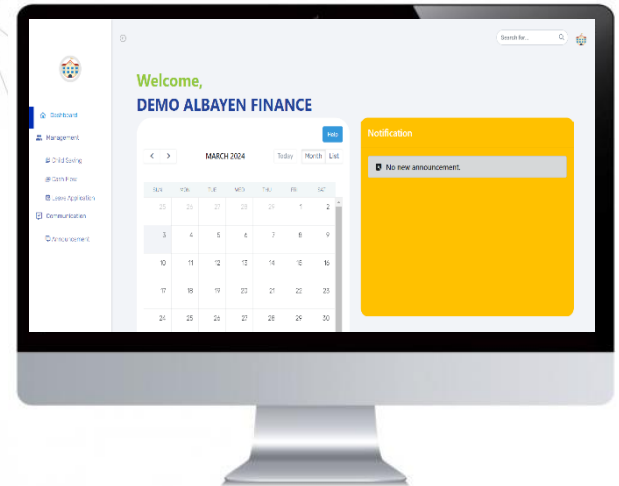 Search for...
Welcome,
DEMO ALBAYEN FINANCE
Dashboard
Management
Child Saving
Cash Flow
Leave Application
Communication
Announcement
Help
< > MARCH 2024 Today Month List
SUN MON TUE WED THU FRI SAT
25 26 27 28 29 1 2
3 4 5 6 7 8 9
10 11 12 13 14 15 16
17 18 19 20 21 22 23
24 25 26 27 28 29 30
Notification
No new announcement.